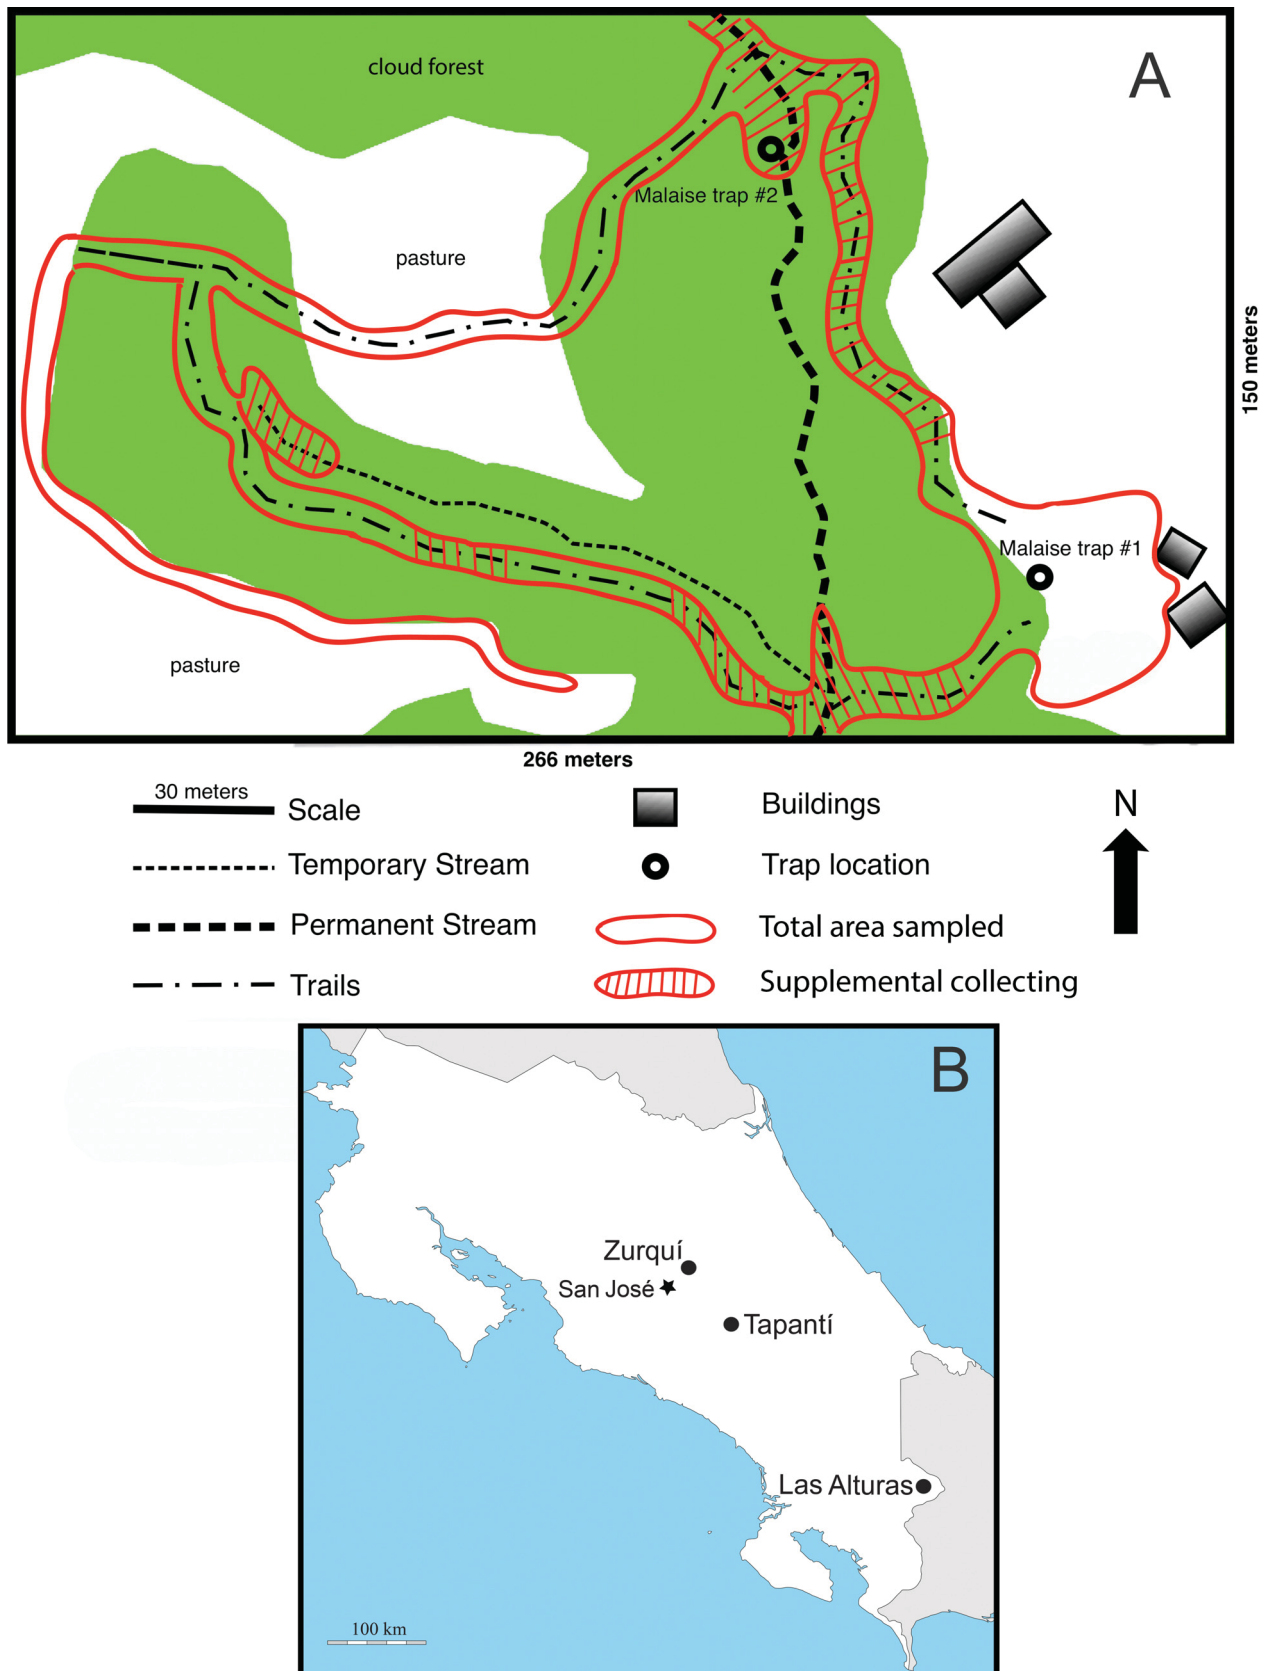 cloud forest
A
Malaise trap #2
pasture
150 meters
Malaise trap #1
pasture
266 meters
30 meters
Scale
Temporary Stream
Permanent Stream
Trails
Buildings
Trap location
Total area sampled
Supplemental collecting
N
B
Zurquí
San José
Tapantí
Las Alturas
100 km